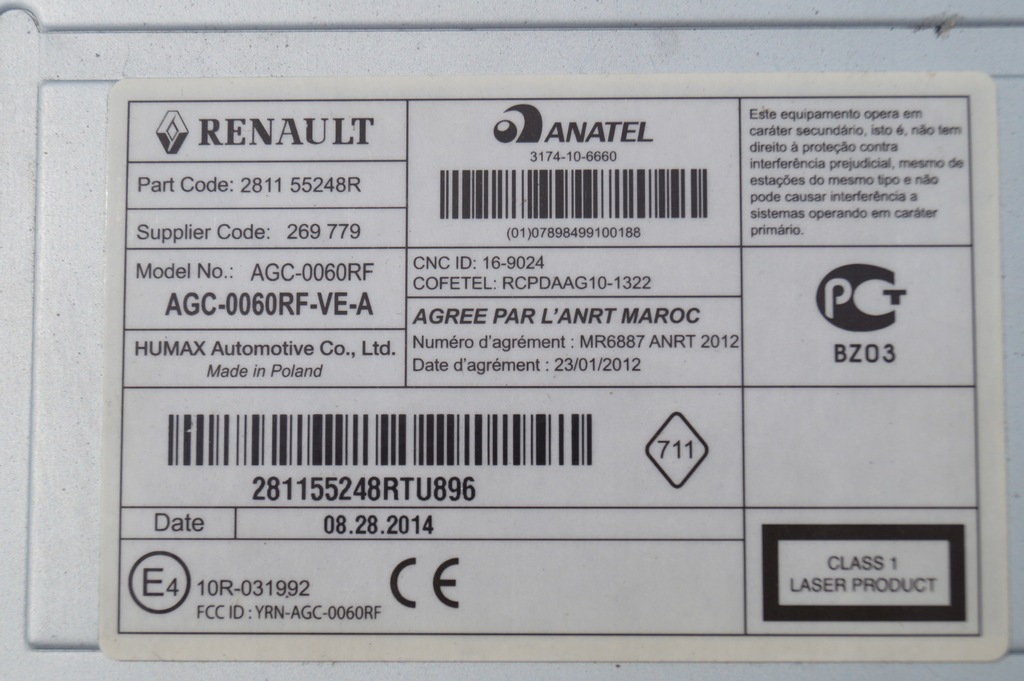 RENAULT
Part Code: 2811 55248R
Supplier Code: 269 779
Model No.: AGC-0060RF
AGC-0060RF-VE-A
HUMAX Automotive Co., Ltd.
Made in Poland
ANATEL
3174-10-6660
(01)07898499100188
CNC ID: 16-9024
COFETEL: RCPDAAG10-1322
AGREE PAR L'ANRT MAROC
Numéro d'agrément : MR6887 ANRT 2012
Date d'agrément : 23/01/2012
Este equipamento opera em
caráter secundário, isto é, não tem
direito à proteção contra
interferência prejudicial, mesmo de
estações do mesmo tipo e não
pode causar interferência a
sistemas operando em caráter
primário.
РСТ
BZ03
281155248RTU896
711
Date 08.28.2014
E4 10R-031992
FCC ID : YRN-AGC-0060RF
CE
CLASS 1
LASER PRODUCT